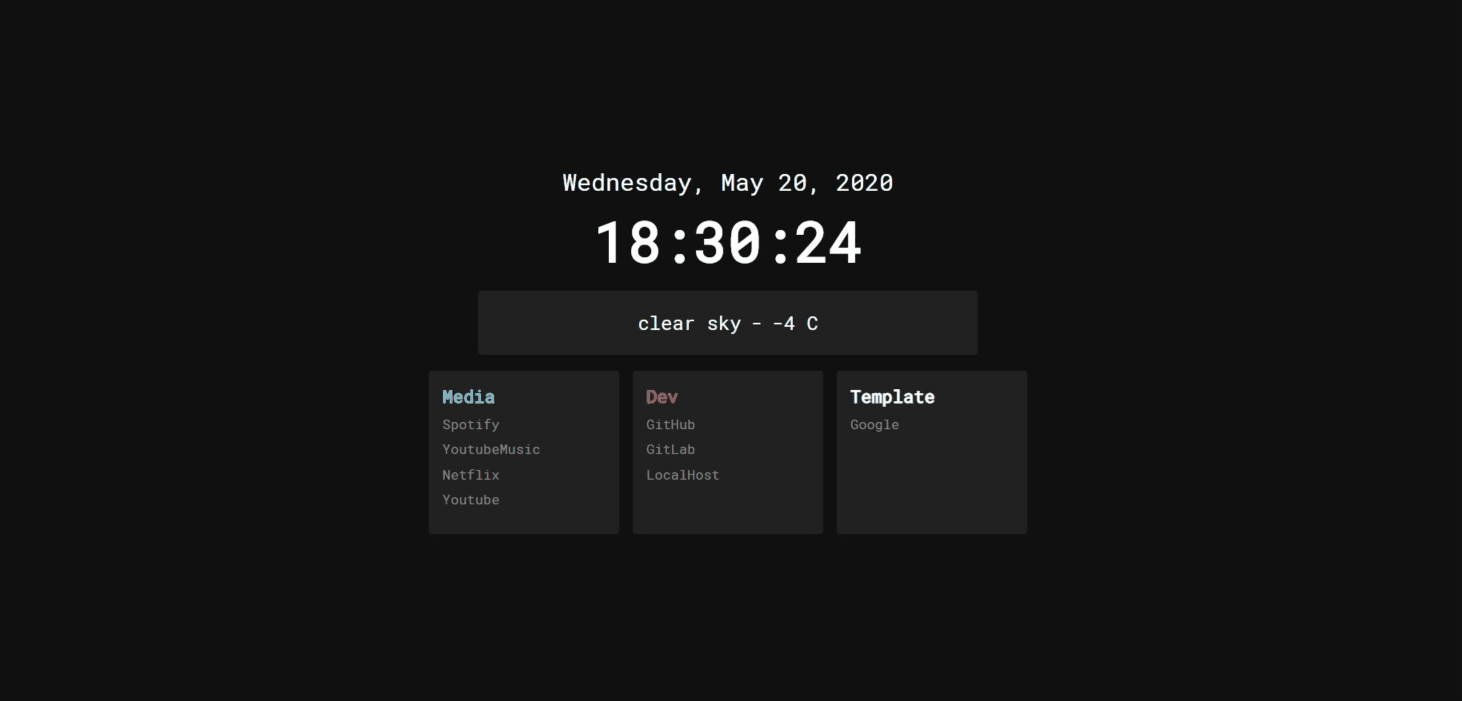 Wednesday, May 20, 2020
18:30:24
clear sky - -4 C
Media
Spotify
YoutubeMusic
Netflix
Youtube
Dev
GitHub
GitLab
LocalHost
Template
Google